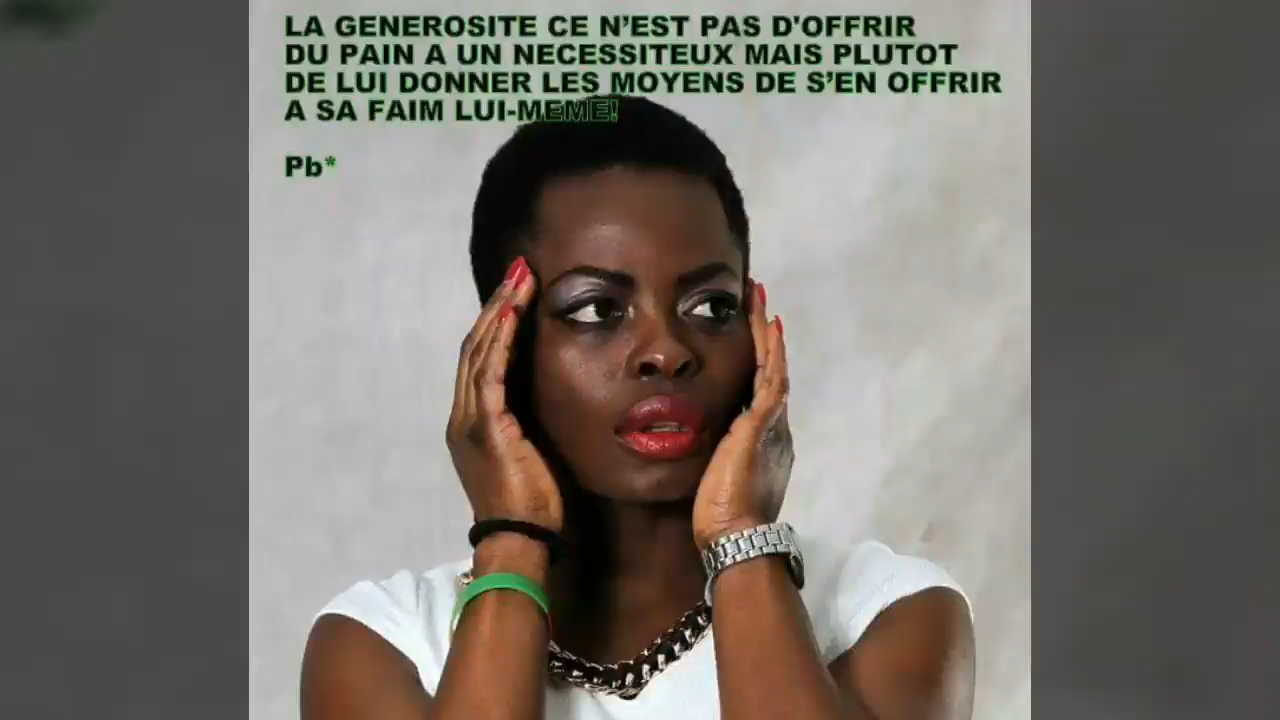 LA GENEROSITE CE N’EST PAS D'OFFRIR
DU PAIN A UN NECESSITEUX MAIS PLUTOT
DE LUI DONNER LES MOYENS DE S’EN OFFRIR
A SA FAIM LUI-MEME!
Pb*